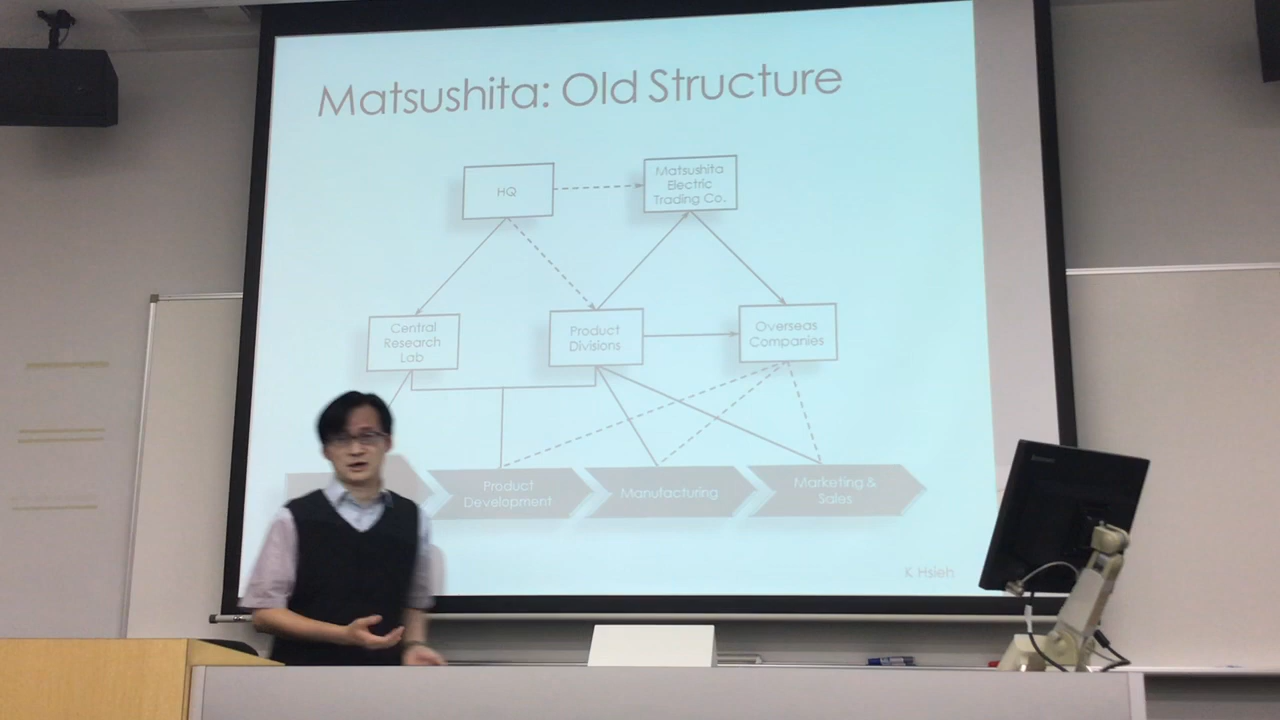 Matsushita: Old Structure
HQ
Matsushita
Electric
Trading Co.
Central
Research
Lab
Product
Divisions
Overseas
Companies
Product
Development
Manufacturing
Marketing &
Sales
K Hsieh